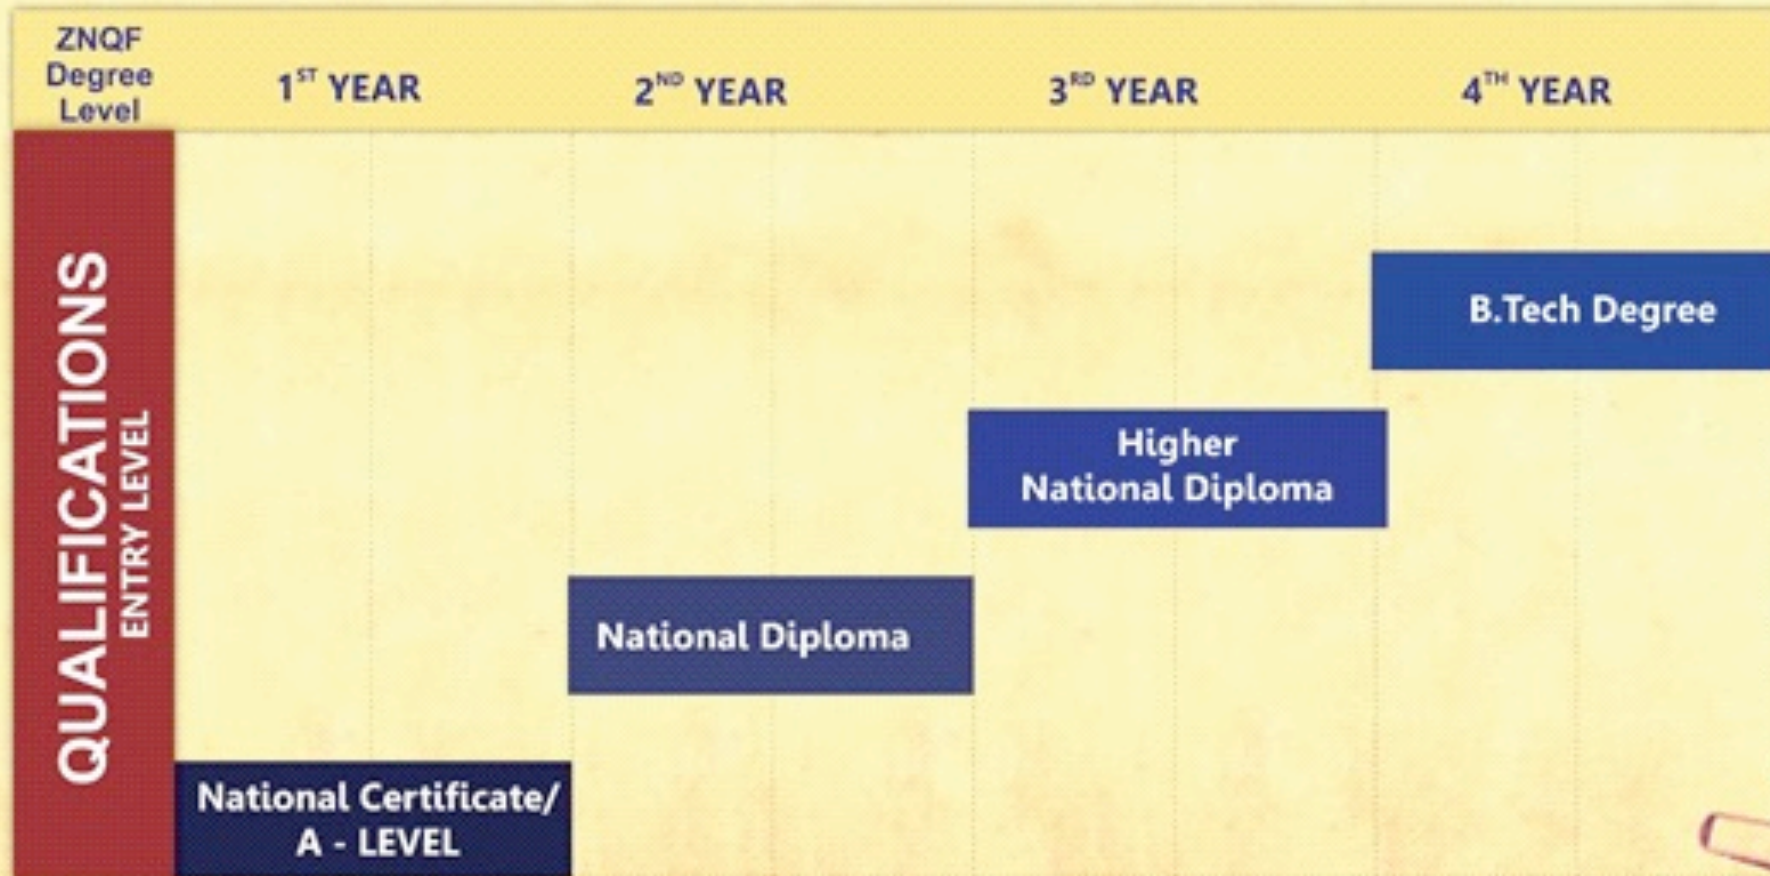 ZNQF
Degree
Level
1ST YEAR
2ND YEAR
3RD YEAR
4TH YEAR
QUALIFICATIONS
ENTRY LEVEL
B.Tech Degree
Higher
National Diploma
National Diploma
National Certificate/
A - LEVEL